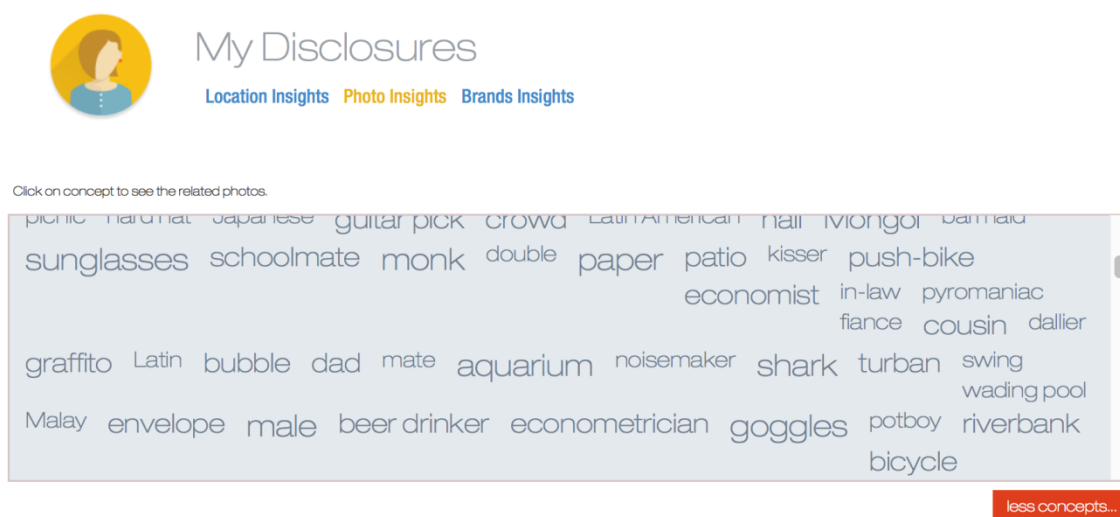 My Disclosures
Location Insights Photo Insights Brands Insights
Click on concept to see the related photos.
picnic hard hat Japanese guitar pick crowd Latin American hall Mongol barmaid
sunglasses schoolmate monk double paper patio kisser push-bike
economist in-law pyromaniac
fiance cousin dallier
graffito Latin bubble dad mate aquarium noisemaker shark turban swing
wading pool
Malay envelope male beer drinker econometrician goggles potboy riverbank
bicycle
less concepts...